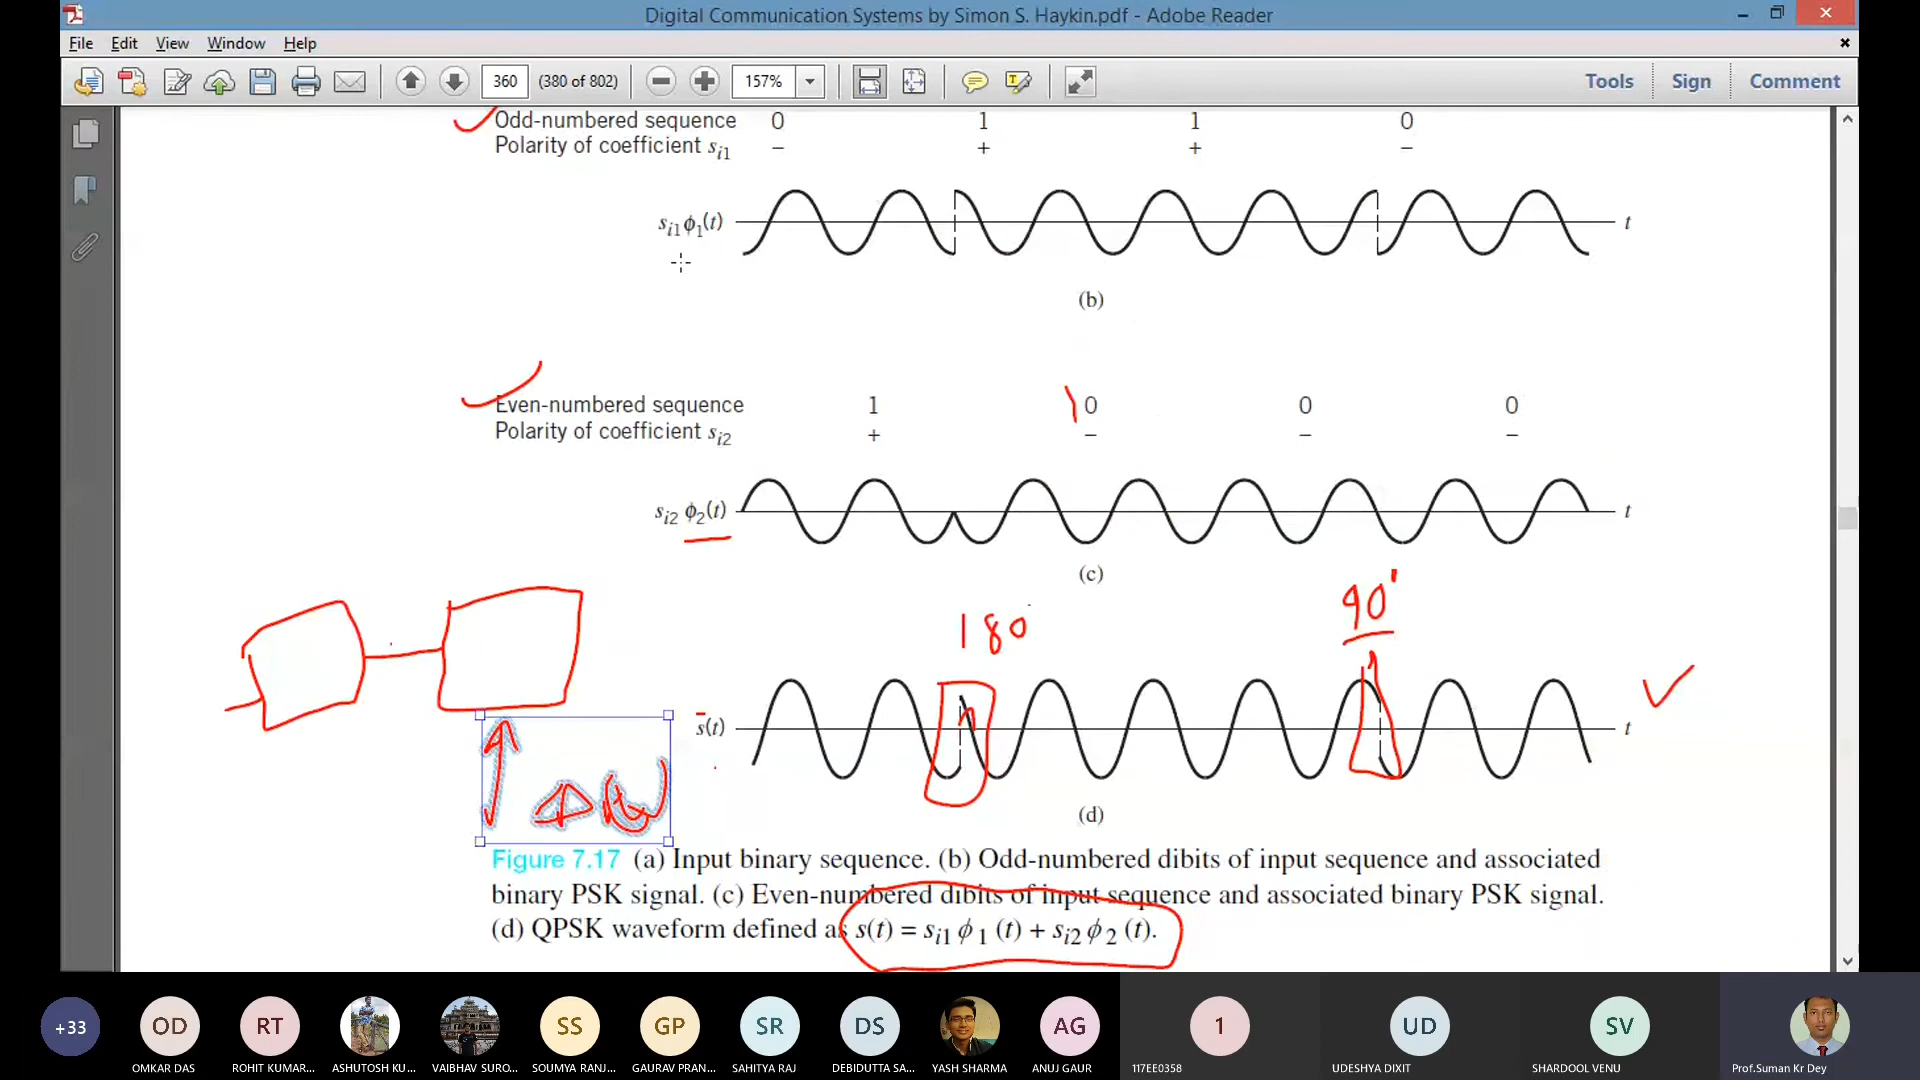 Digital Communication Systems by Simon S. Haykin.pdf - Adobe Reader
File Edit View Window Help
360 (380 of 802) 157% Tools Sign Comment
Odd-numbered sequence 0 1 1 0
Polarity of coefficient si1 − + + −
si1ϕ1(t) t
(b)
Even-numbered sequence 1 0 0 0
Polarity of coefficient si2 + − − −
si2 ϕ2(t) t
(c)
180 90°
s(t) t
(d)
Figure 7.17 (a) Input binary sequence. (b) Odd-numbered dibits of input sequence and associated
binary PSK signal. (c) Even-numbered dibits of input sequence and associated binary PSK signal.
(d) QPSK waveform defined as s(t) = si1 ϕ1 (t) + si2 ϕ2 (t).
+33 OD RT SS GP SR DS AG 1 UD SV
OMKAR DAS ROHIT KUMAR... ASHUTOSH KU... VAIBHAV SURO... SOUMYA RANJ... GAURAV PRAN... SAHITYA RAJ DEBIDUTTA SA... YASH SHARMA ANUJ GAUR 117EE0358 UDESHYA DIXIT SHARDOOL VENU Prof.Suman Kr Dey